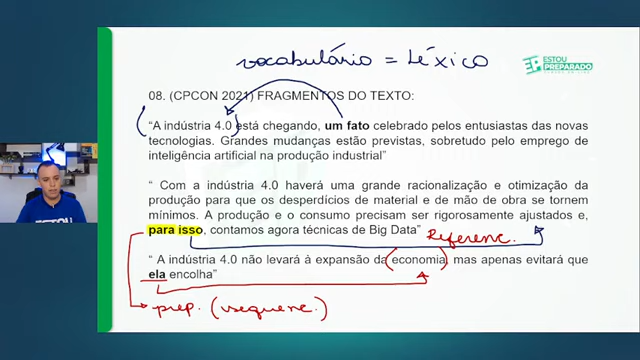 vocabulário = Léxico
ESTOU
PREPARADO
08. (CPCON 2021) FRAGMENTOS DO TEXTO:
“A indústria 4.0 está chegando, um fato celebrado pelos entusiastas das novas
tecnologias. Grandes mudanças estão previstas, sobretudo pelo emprego de
inteligência artificial na produção industrial”
“ Com a indústria 4.0 haverá uma grande racionalização e otimização da
produção para que os desperdícios de material e de mão de obra se tornem
mínimos. A produção e o consumo precisam ser rigorosamente ajustados e,
para isso, contamos agora técnicas de Big Data”
Referenc.
“ A indústria 4.0 não levará à expansão da economia, mas apenas evitará que
ela encolha”
prep. (